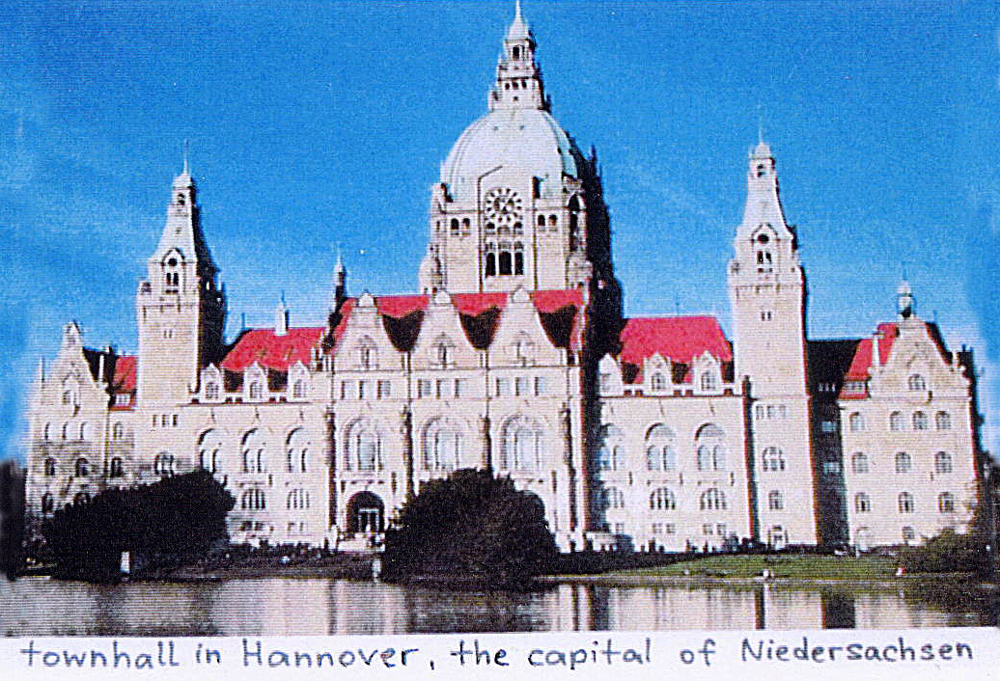 townhall in Hannover, the capital of Niedersachsen